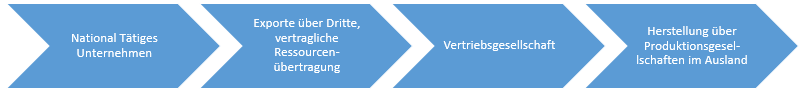 National Tätiges
Unternehmen
Exporte über Dritte,
vertragliche
Ressourcen-
übertragung
Vertriebsgesellschaft
Herstellung über
Produktionsgesel-
lschaften im Ausland